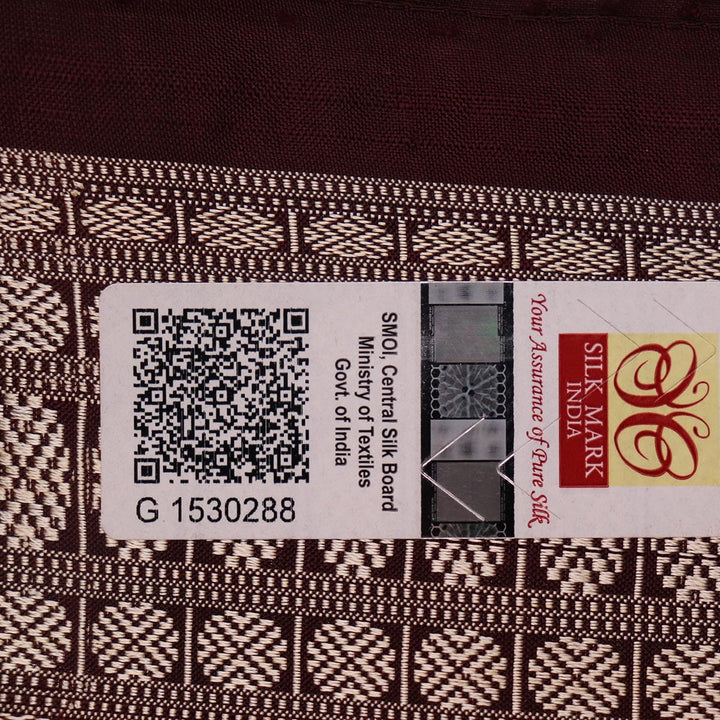 G 1530288
SMOI, Central Silk Board
Ministry of Textiles
Govt. of India
Your Assurance of Pure Silk
SILK MARK
INDIA